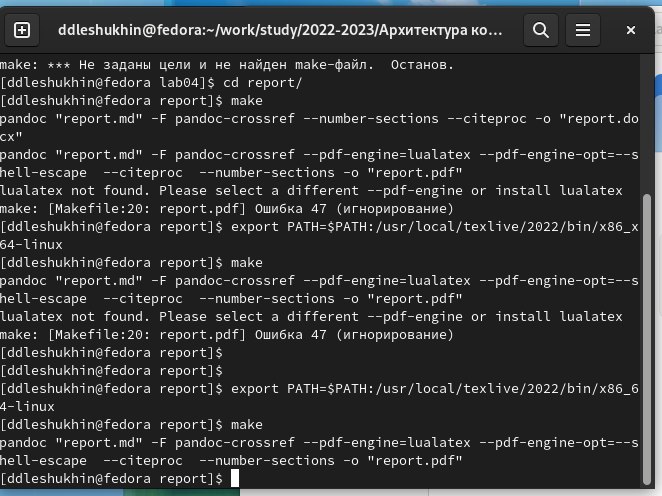 ddleshukhin@fedora:~/work/study/2022-2023/Архитектура ко...
make: *** Не заданы цели и не найден make-файл.  Останов.
[ddleshukhin@fedora lab04]$ cd report/
[ddleshukhin@fedora report]$ make
pandoc "report.md" -F pandoc-crossref --number-sections --citeproc -o "report.do
cx"
pandoc "report.md" -F pandoc-crossref --pdf-engine=lualatex --pdf-engine-opt=--s
hell-escape  --citeproc  --number-sections -o "report.pdf"
lualatex not found. Please select a different --pdf-engine or install lualatex
make: [Makefile:20: report.pdf] Ошибка 47 (игнорирование)
[ddleshukhin@fedora report]$ export PATH=$PATH:/usr/local/texlive/2022/bin/x86_x
64-linux
[ddleshukhin@fedora report]$ make
pandoc "report.md" -F pandoc-crossref --pdf-engine=lualatex --pdf-engine-opt=--s
hell-escape  --citeproc  --number-sections -o "report.pdf"
lualatex not found. Please select a different --pdf-engine or install lualatex
make: [Makefile:20: report.pdf] Ошибка 47 (игнорирование)
[ddleshukhin@fedora report]$
[ddleshukhin@fedora report]$
[ddleshukhin@fedora report]$ export PATH=$PATH:/usr/local/texlive/2022/bin/x86_6
4-linux
[ddleshukhin@fedora report]$ make
pandoc "report.md" -F pandoc-crossref --pdf-engine=lualatex --pdf-engine-opt=--s
hell-escape  --citeproc  --number-sections -o "report.pdf"
[ddleshukhin@fedora report]$